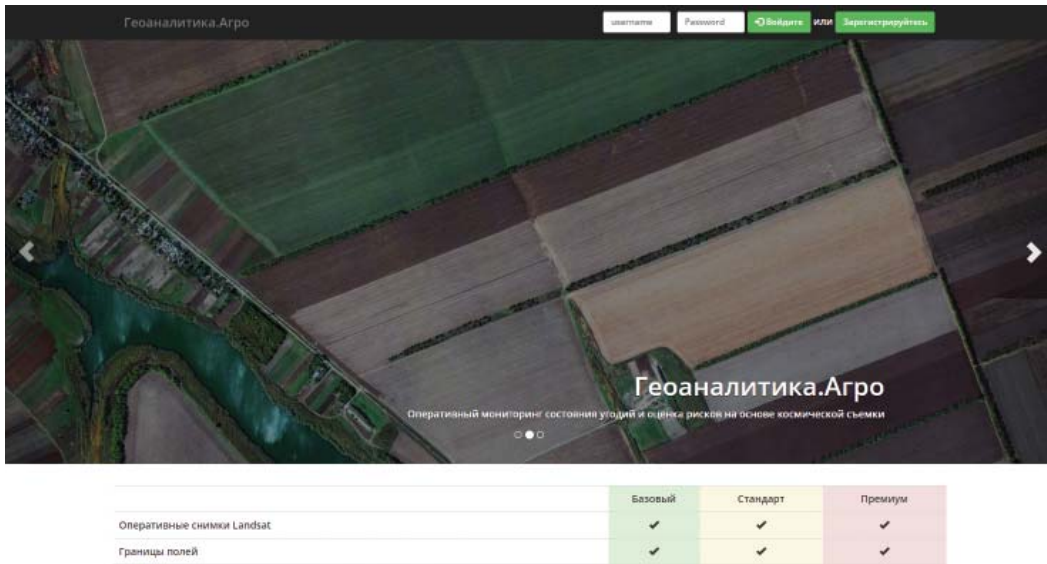 Геоаналитика.Агро
username Password Войдите или Зарегистрируйтесь
Геоаналитика.Агро
Оперативный мониторинг состояния угодий и оценка рисков на основе космической съемки
Базовый Стандарт Премиум
Оперативные снимки Landsat
Границы полей